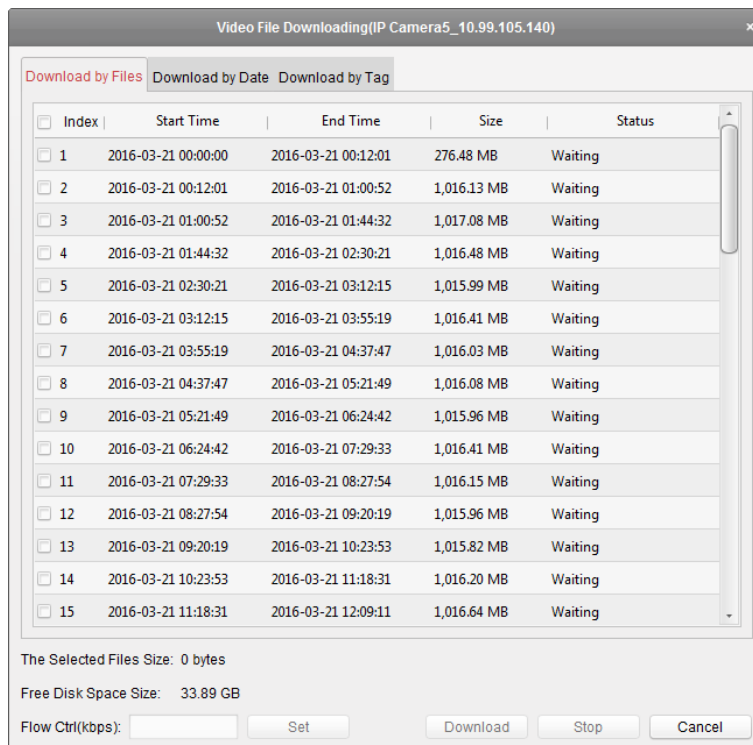 Video File Downloading(IP Camera5_10.99.105.140) ×
Download by Files Download by Date Download by Tag
Index Start Time End Time Size Status
1 2016-03-21 00:00:00 2016-03-21 00:12:01 276.48 MB Waiting
2 2016-03-21 00:12:01 2016-03-21 01:00:52 1,016.13 MB Waiting
3 2016-03-21 01:00:52 2016-03-21 01:44:32 1,017.08 MB Waiting
4 2016-03-21 01:44:32 2016-03-21 02:30:21 1,016.48 MB Waiting
5 2016-03-21 02:30:21 2016-03-21 03:12:15 1,015.99 MB Waiting
6 2016-03-21 03:12:15 2016-03-21 03:55:19 1,016.41 MB Waiting
7 2016-03-21 03:55:19 2016-03-21 04:37:47 1,016.03 MB Waiting
8 2016-03-21 04:37:47 2016-03-21 05:21:49 1,016.08 MB Waiting
9 2016-03-21 05:21:49 2016-03-21 06:24:42 1,015.96 MB Waiting
10 2016-03-21 06:24:42 2016-03-21 07:29:33 1,016.41 MB Waiting
11 2016-03-21 07:29:33 2016-03-21 08:27:54 1,016.15 MB Waiting
12 2016-03-21 08:27:54 2016-03-21 09:20:19 1,015.96 MB Waiting
13 2016-03-21 09:20:19 2016-03-21 10:23:53 1,015.82 MB Waiting
14 2016-03-21 10:23:53 2016-03-21 11:18:31 1,016.20 MB Waiting
15 2016-03-21 11:18:31 2016-03-21 12:09:11 1,016.64 MB Waiting
The Selected Files Size: 0 bytes
Free Disk Space Size: 33.89 GB
Flow Ctrl(kbps): Set Download Stop Cancel